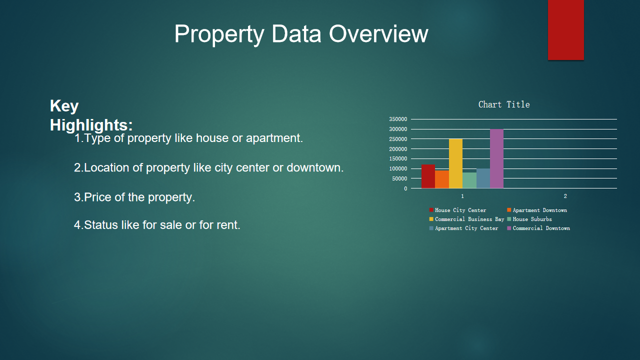 Property Data Overview
Key
Highlights:
1.Type of property like house or apartment.
2.Location of property like city center or downtown.
3.Price of the property.
4.Status like for sale or for rent.
Chart Title
350000
300000
250000
200000
150000
100000
50000
0
1 2
House City Center Apartment Downtown
Commercial Business Bay House Suburbs
Apartment City Center Commercial Downtown